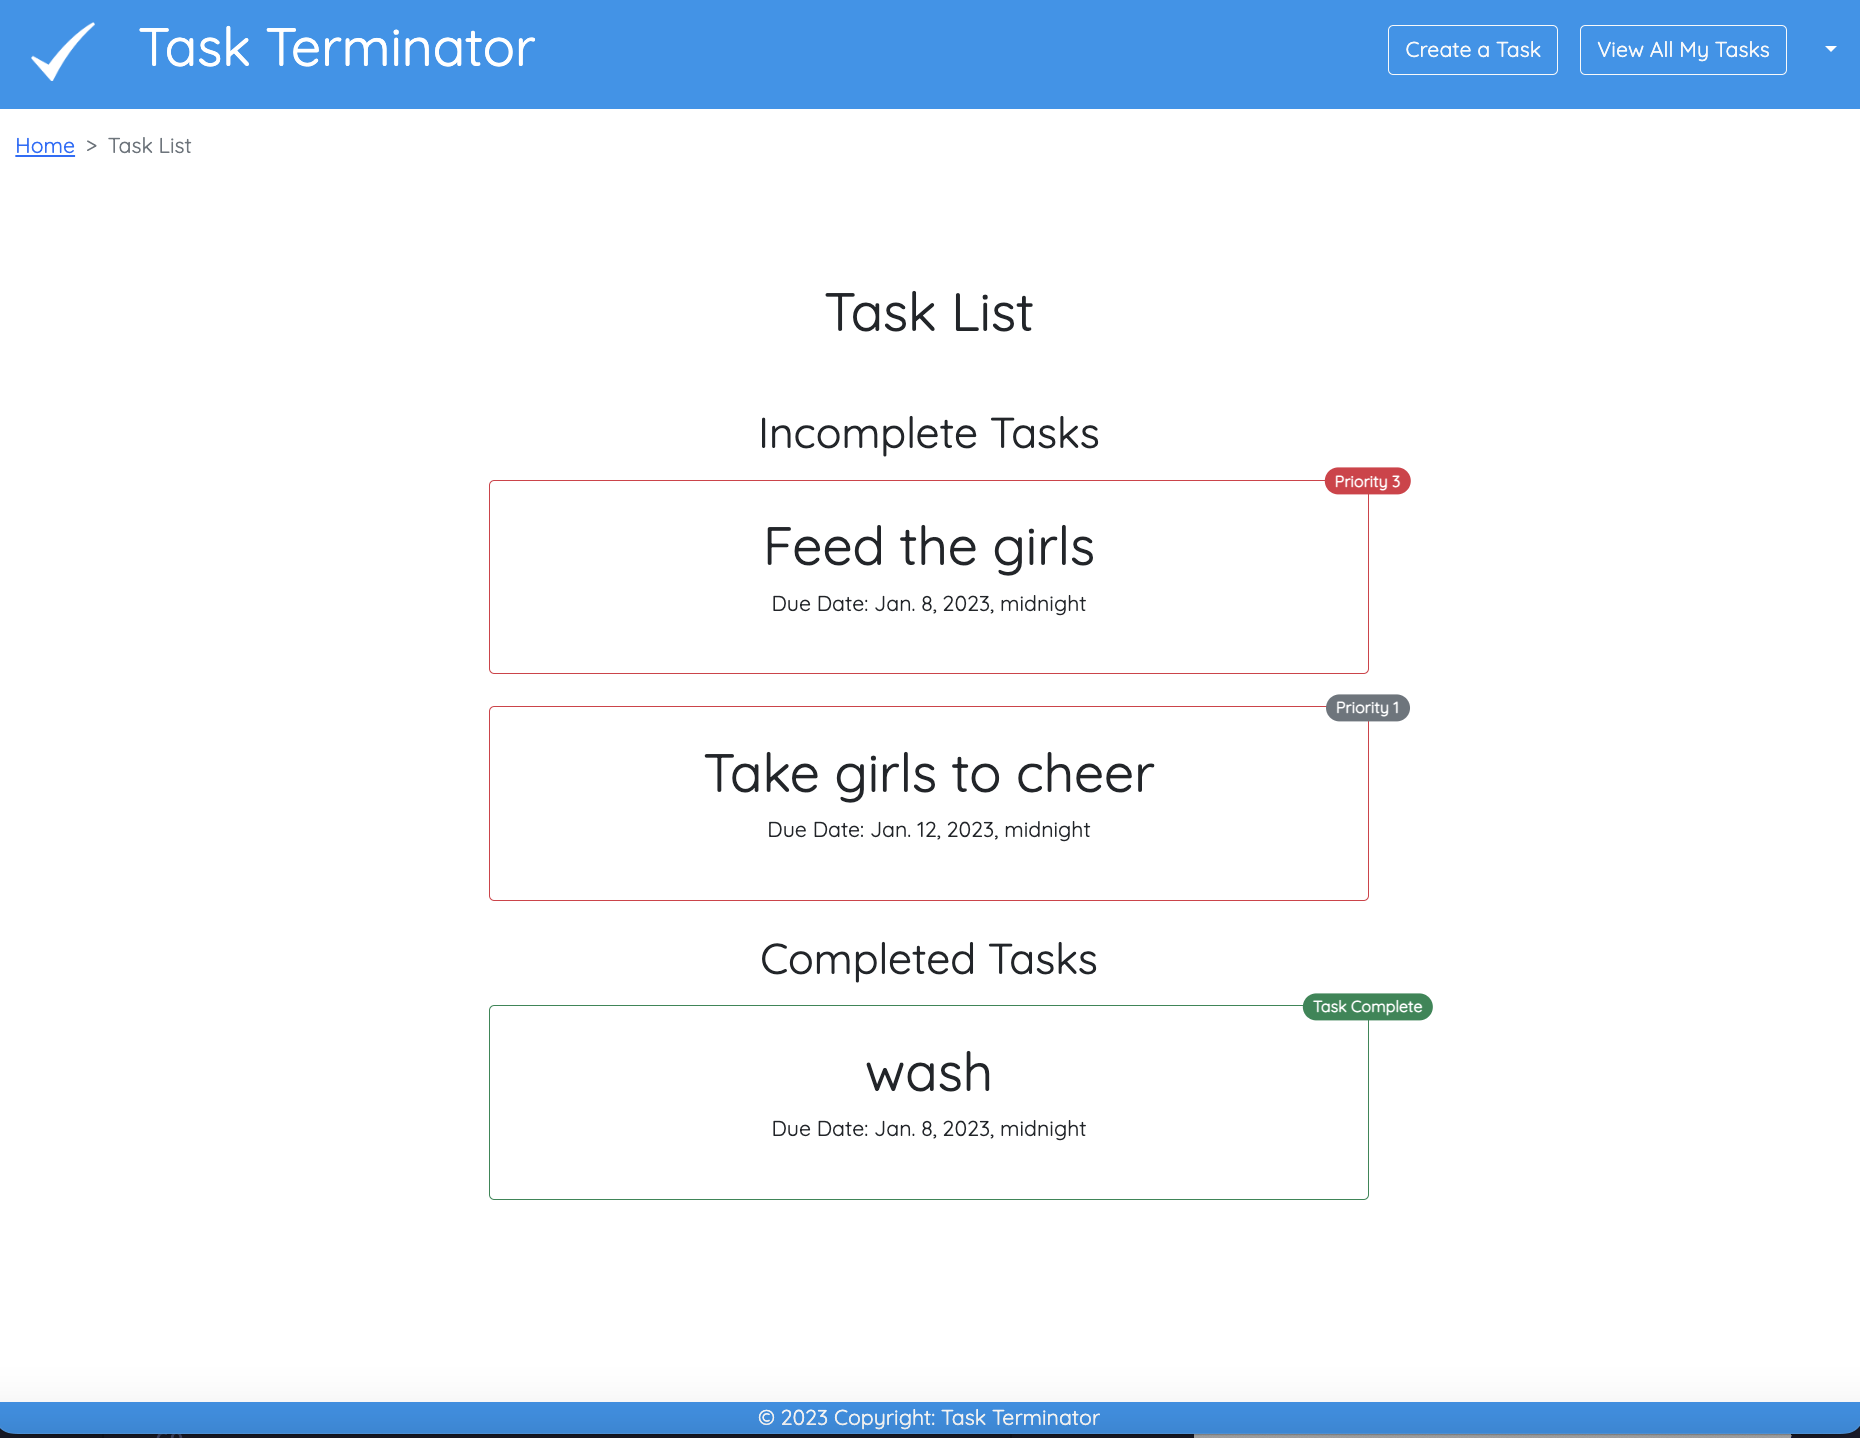 Task Terminator
Create a Task
View All My Tasks
Home > Task List
Task List
Incomplete Tasks
Priority 3
Feed the girls
Due Date: Jan. 8, 2023, midnight
Priority 1
Take girls to cheer
Due Date: Jan. 12, 2023, midnight
Completed Tasks
Task Complete
wash
Due Date: Jan. 8, 2023, midnight
© 2023 Copyright: Task Terminator